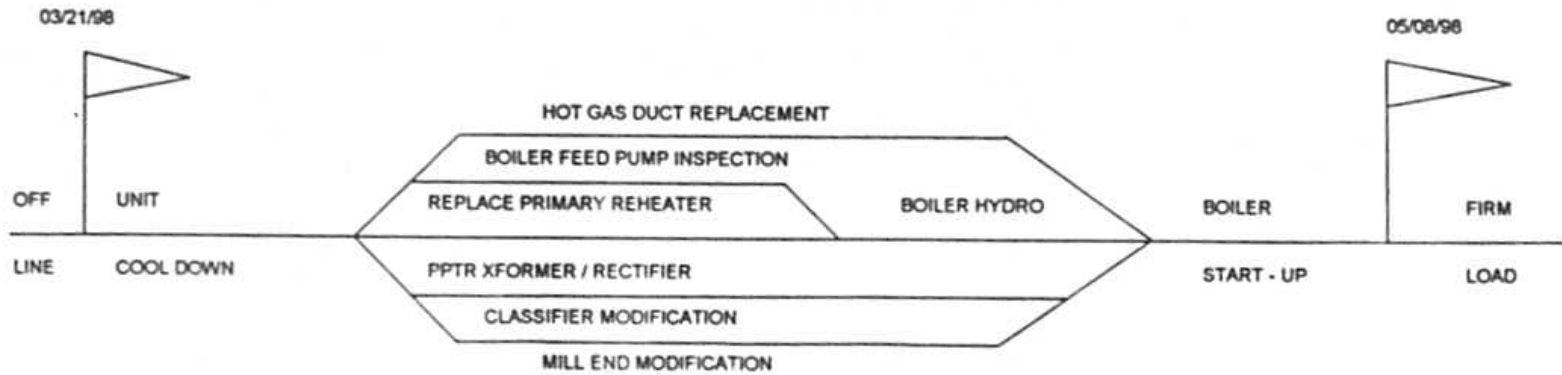 03/21/98
05/08/98
HOT GAS DUCT REPLACEMENT
BOILER FEED PUMP INSPECTION
OFF UNIT REPLACE PRIMARY REHEATER BOILER HYDRO BOILER FIRM
LINE COOL DOWN PPTR XFORMER / RECTIFIER START - UP LOAD
CLASSIFIER MODIFICATION
MILL END MODIFICATION